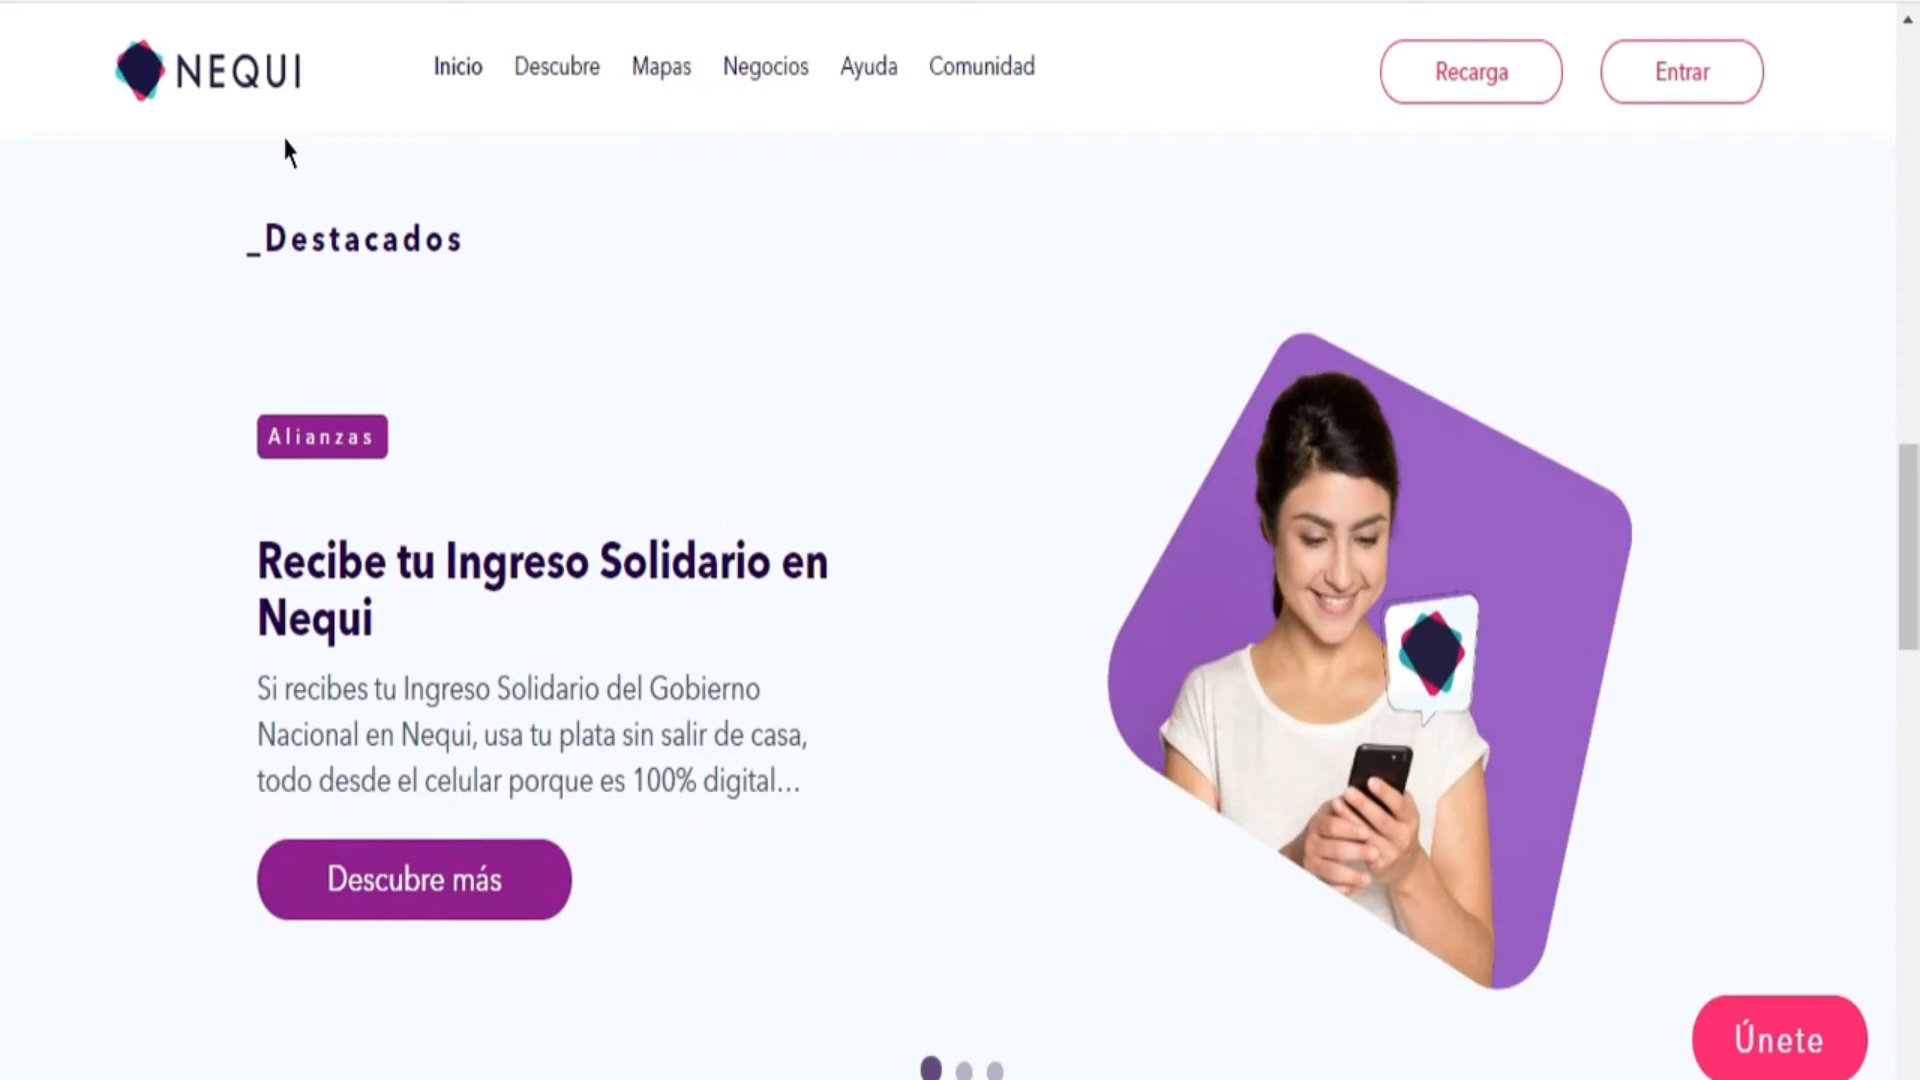 NEQUI
Inicio Descubre Mapas Negocios Ayuda Comunidad
Recarga
Entrar
_Destacados
Alianzas
Recibe tu Ingreso Solidario en
Nequi
Si recibes tu Ingreso Solidario del Gobierno
Nacional en Nequi, usa tu plata sin salir de casa,
todo desde el celular porque es 100% digital...
Descubre más
Únete